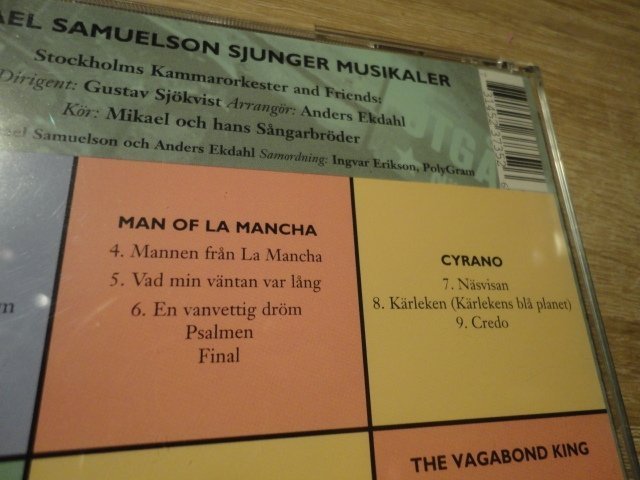 AEL SAMUELSON SJUNGER MUSIKALER
Stockholms Kammarorkester and Friends:
Dirigent: Gustav Sjökvist Arrangör: Anders Ekdahl
Kör: Mikael och hans Sångarbröder
ael Samuelson och Anders Ekdahl Samordning: Ingvar Erikson, PolyGram
MAN OF LA MANCHA
4. Mannen från La Mancha
5. Vad min väntan var lång
6. En vanvettig dröm
Psalmen
Final
CYRANO
7. Näsvisan
8. Kärleken (Kärlekens blå planet)
9. Credo
THE VAGABOND KING